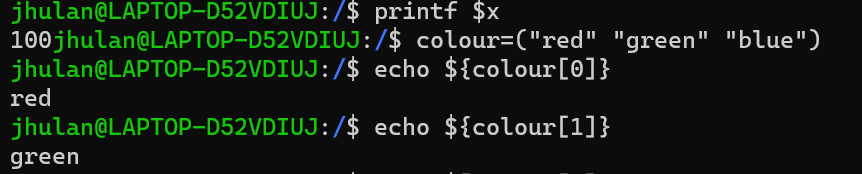 jhulan@LAPTOP-D52VDIUJ:/$ printf $x
100jhulan@LAPTOP-D52VDIUJ:/$ colour=("red" "green" "blue")
jhulan@LAPTOP-D52VDIUJ:/$ echo ${colour[0]}
red
jhulan@LAPTOP-D52VDIUJ:/$ echo ${colour[1]}
green